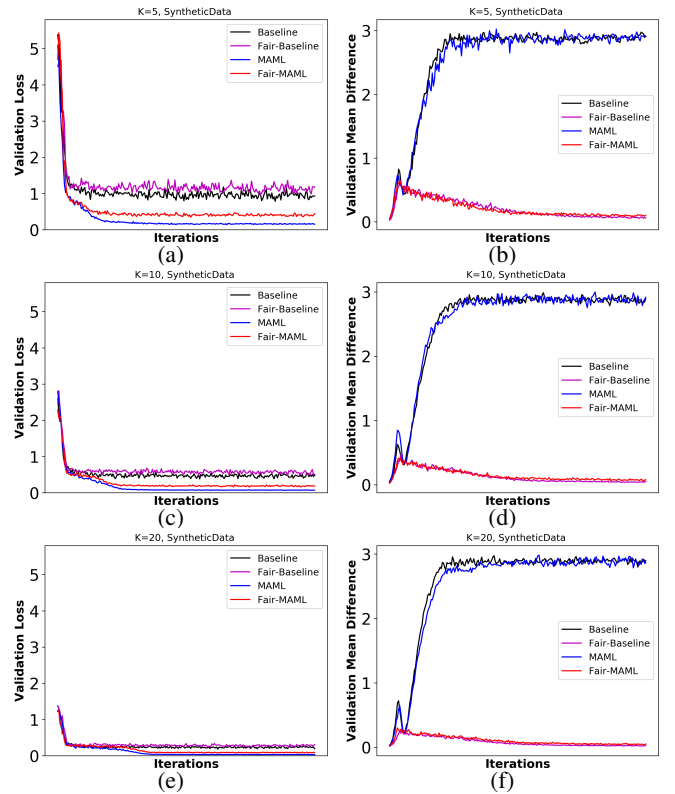 K=5, SyntheticData
Validation Loss
5
4
3
2
1
0
Baseline
Fair-Baseline
MAML
Fair-MAML
Iterations
(a)
K=5, SyntheticData
Validation Mean Difference
3
2
1
0
Baseline
Fair-Baseline
MAML
Fair-MAML
Iterations
(b)
K=10, SyntheticData
Validation Loss
5
4
3
2
1
0
Baseline
Fair-Baseline
MAML
Fair-MAML
Iterations
(c)
K=10, SyntheticData
Validation Mean Difference
3
2
1
0
Baseline
Fair-Baseline
MAML
Fair-MAML
Iterations
(d)
K=20, SyntheticData
Validation Loss
5
4
3
2
1
0
Baseline
Fair-Baseline
MAML
Fair-MAML
Iterations
(e)
K=20, SyntheticData
Validation Mean Difference
3
2
1
0
Baseline
Fair-Baseline
MAML
Fair-MAML
Iterations
(f)